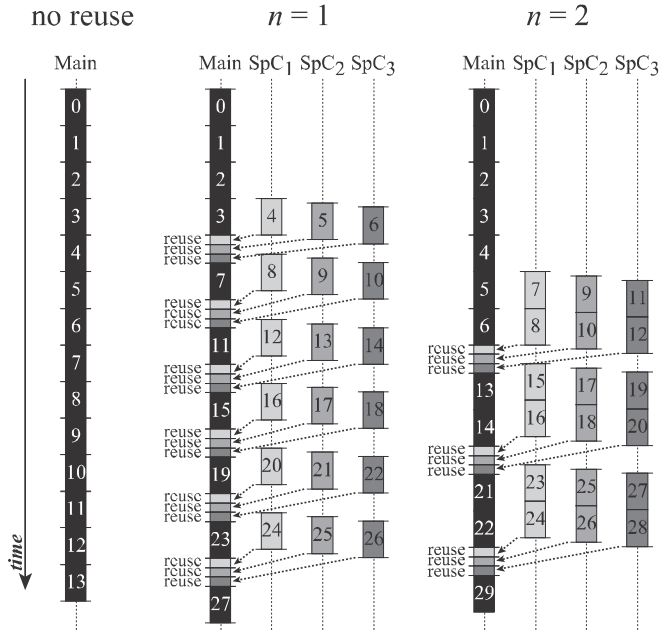 no reuse
Main
0
1
2
3
4
5
6
7
8
9
10
11
12
13
time
n = 1
Main SpC1 SpC2 SpC3
0
1
2
3 4 5 6
reuse
reuse
reuse
7 8 9 10
reuse
reuse
reuse
11 12 13 14
reuse
reuse
reuse
15 16 17 18
reuse
reuse
reuse
19 20 21 22
reuse
reuse
reuse
23 24 25 26
reuse
reuse
reuse
27
n = 2
Main SpC1 SpC2 SpC3
0
1
2
3
4
5 7 9 11
6 8 10 12
reuse
reuse
reuse
13 15 17 19
14 16 18 20
reuse
reuse
reuse
21 23 25 27
22 24 26 28
reuse
reuse
reuse
29